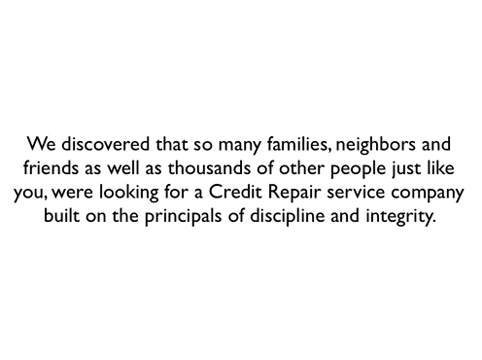 We discovered that so many families, neighbors and
friends as well as thousands of other people just like
you, were looking for a Credit Repair service company
built on the principals of discipline and integrity.